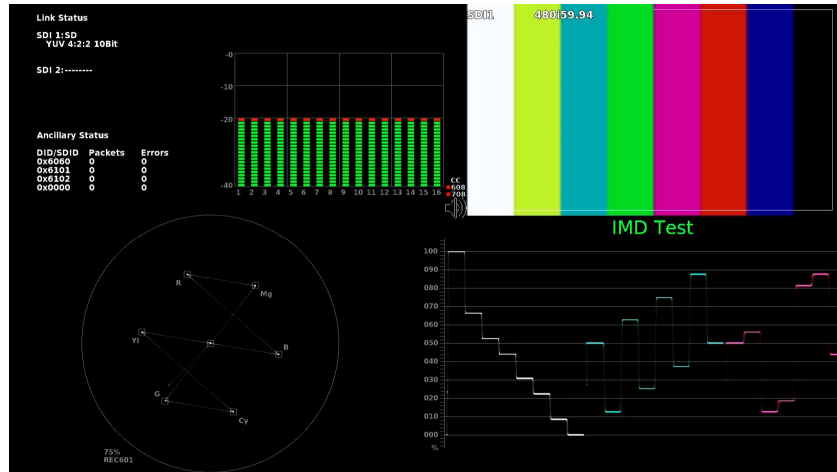 Link Status
SDI 1:SD
YUV 4:2:2 10Bit
SDI 2:--------
Ancillary Status
DID/SDID Packets Errors
0x6060 0 0
0x6101 0 0
0x6102 0 0
0x0000 0 0
-0
-10
-20
-40
1 2 3 4 5 6 7 8 9 10 11 12 13 14 15 16
CC
608
708
SDI1 480i59.94
IMD Test
R
Mg
Yl
B
G
Cy
75%
REC601
100
090
080
070
060
050
040
030
020
010
000
%